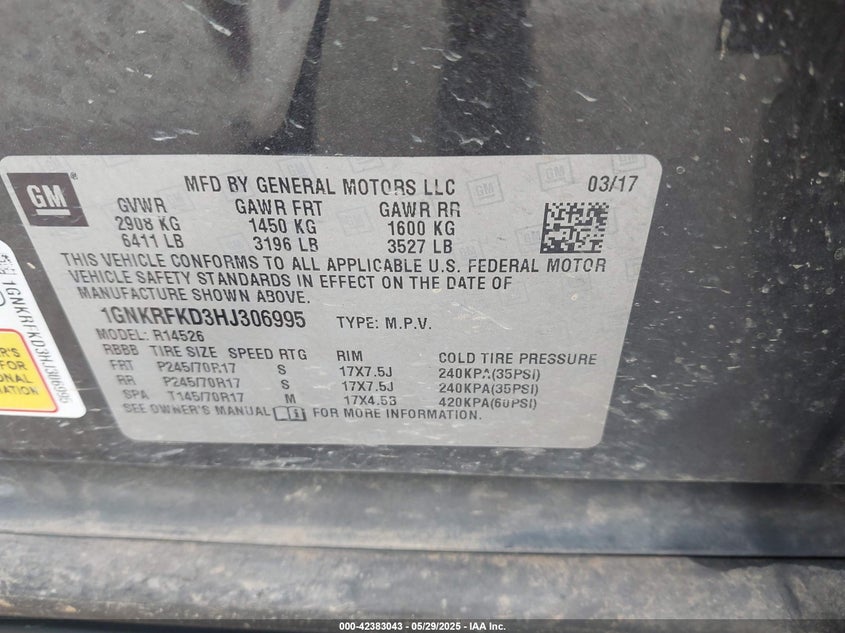 GM
MFD BY GENERAL MOTORS LLC 03/17
GVWR GAWR FRT GAWR RR
2908 KG 1450 KG 1600 KG
6411 LB 3196 LB 3527 LB
THIS VEHICLE CONFORMS TO ALL APPLICABLE U.S. FEDERAL MOTOR
VEHICLE SAFETY STANDARDS IN EFFECT ON THE DATE OF
MANUFACTURE SHOWN ABOVE.
1GNKRFKD3HJ306995 TYPE: M.P.V.
MODEL: R14526
RBBB TIRE SIZE SPEED RTG RIM COLD TIRE PRESSURE
FRT P245/70R17 S 17X7.5J 240KPA(35PSI)
RR P245/70R17 S 17X7.5J 240KPA(35PSI)
SPA T145/70R17 M 17X4.5B 420KPA(60PSI)
SEE OWNER'S MANUAL FOR MORE INFORMATION.
1GNKRFKD3HJ306995
R'S
FOR
ONAL
ATION
000-42383043 - 05/29/2025 - IAA Inc.